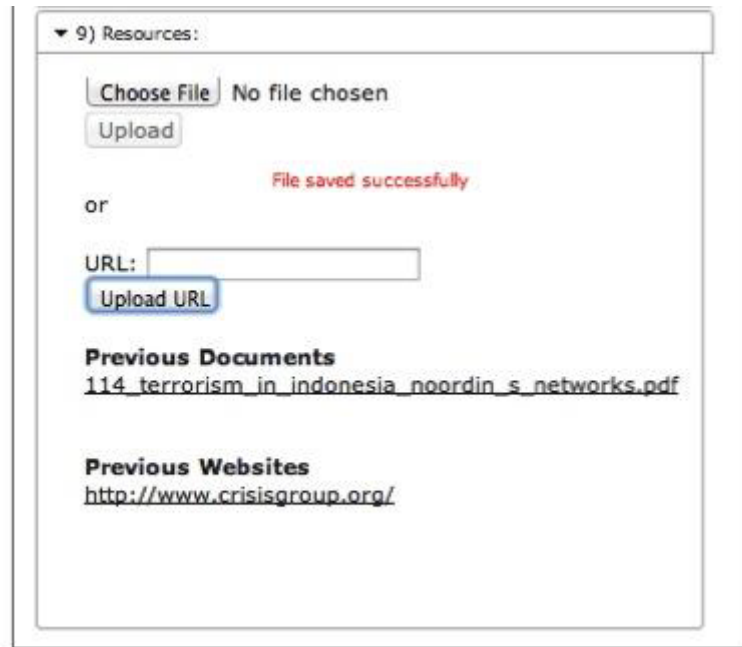 9) Resources:
Choose File No file chosen
Upload
File saved successfully
or
URL:
Upload URL
Previous Documents
114_terrorism_in_indonesia_noordin_s_networks.pdf
Previous Websites
http://www.crisisgroup.org/